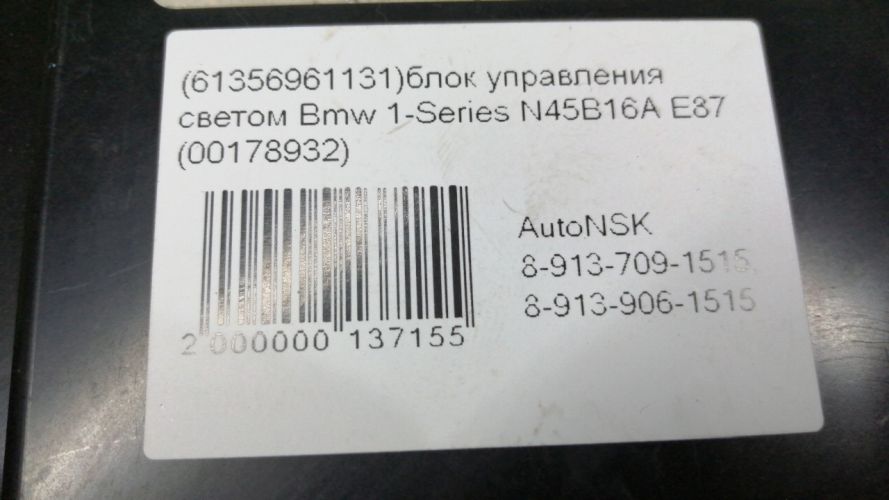 (61356961131)блок управления
светом Bmw 1-Series N45B16A E87
(00178932)
AutoNSK
8-913-709-1515,
8-913-906-1515
2 000000 137155